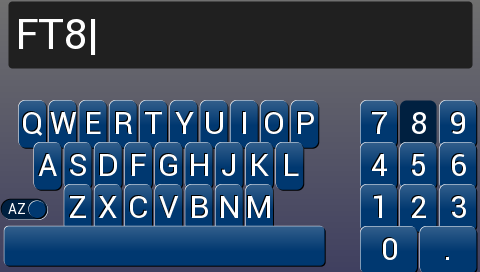 FT8
Q W E R T Y U I O P 7 8 9
A S D F G H J K L 4 5 6
AZ Z X C V B N M 1 2 3
0 .